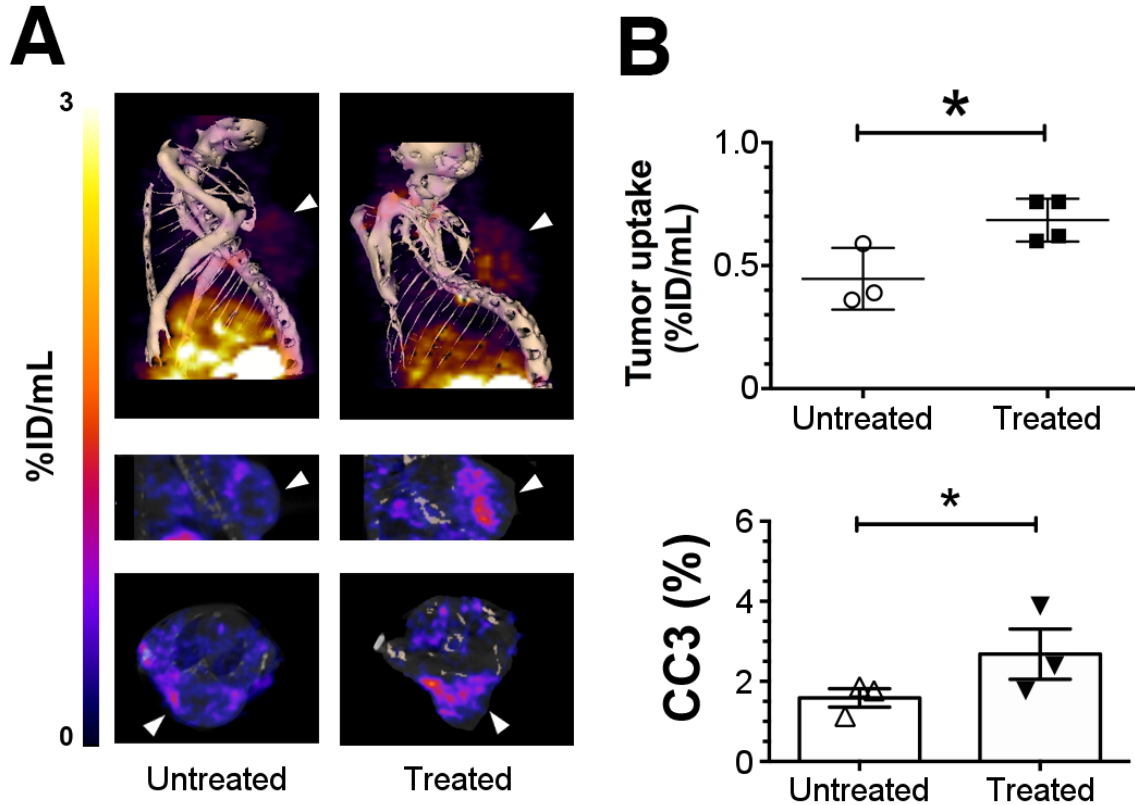 A
3
%ID/mL
0
Untreated
Treated
B
*
1.0
0.5
0
Tumor uptake
(%ID/mL)
Untreated
Treated
*
6
4
2
0
CC3 (%)
Untreated
Treated